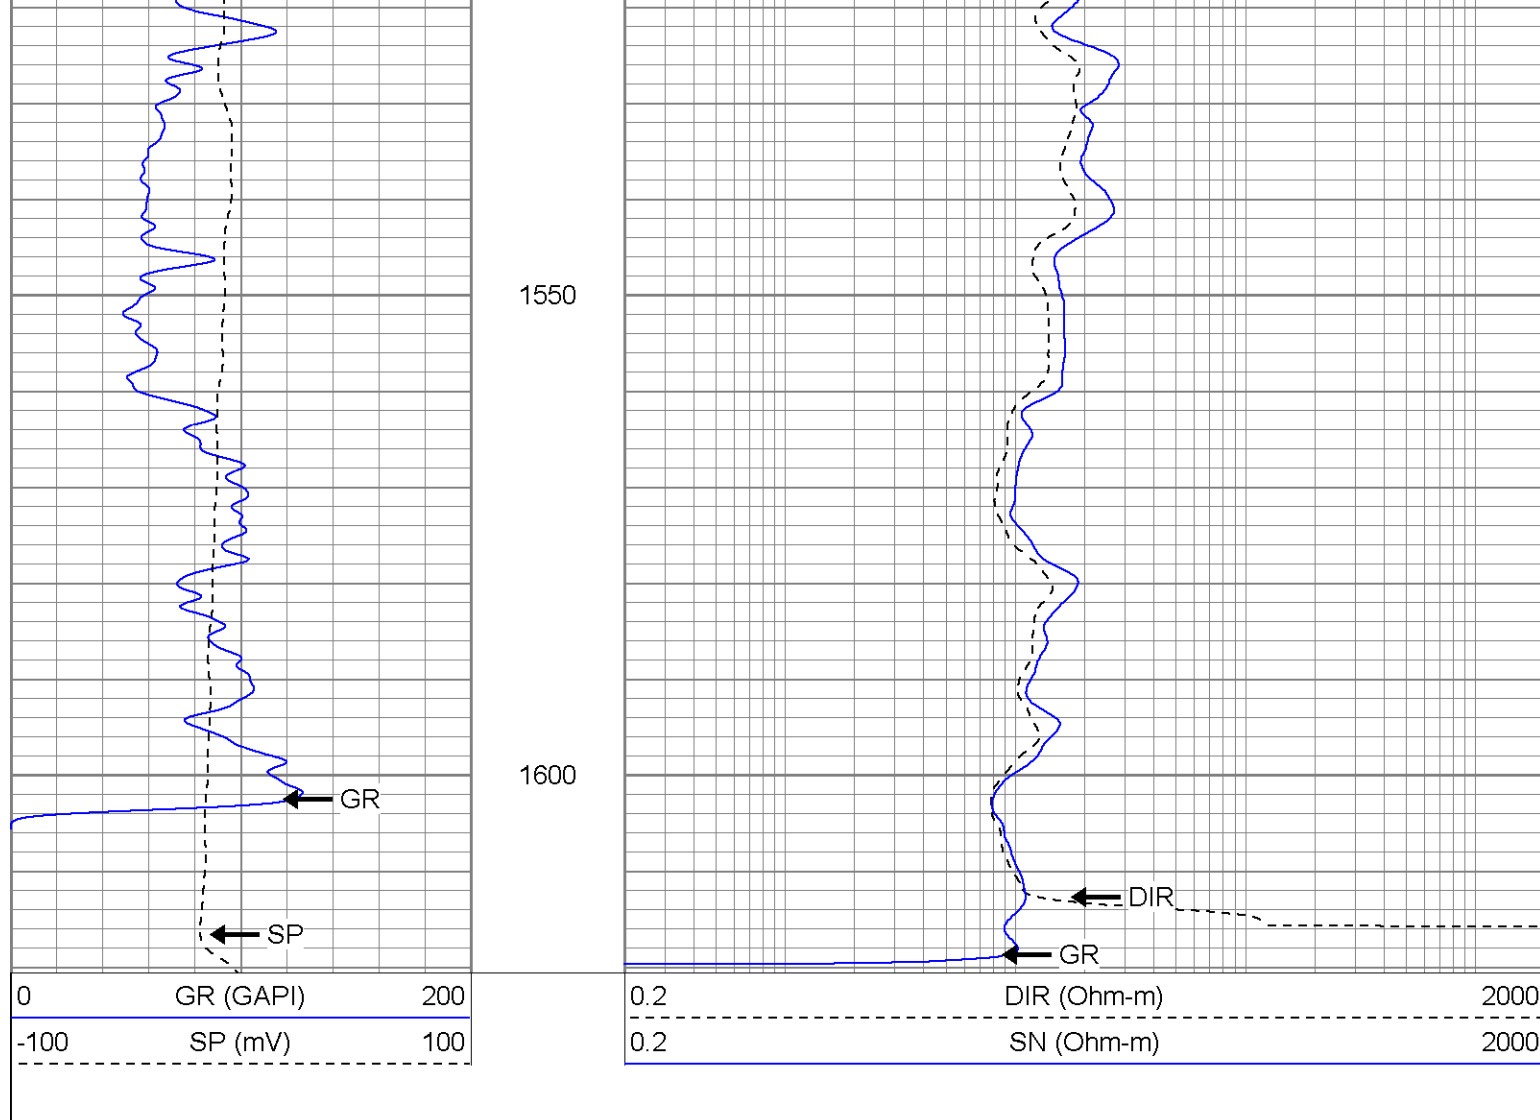 1550
1600
GR
DIR
SP
GR
0 GR (GAPI) 200
0.2 DIR (Ohm-m) 2000
-100 SP (mV) 100
0.2 SN (Ohm-m) 2000